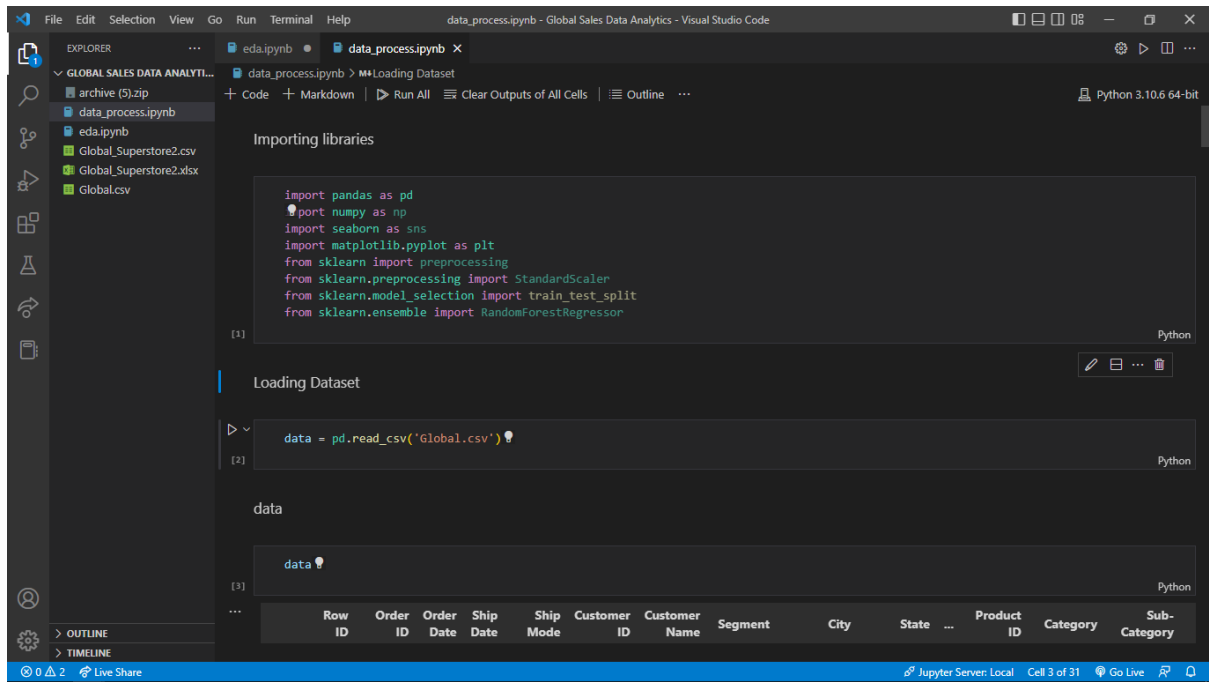 File Edit Selection View Go Run Terminal Help data_process.ipynb - Global Sales Data Analytics - Visual Studio Code
EXPLORER
eda.ipynb
data_process.ipynb
GLOBAL SALES DATA ANALYTI...
archive (5).zip
data_process.ipynb
eda.ipynb
Global_Superstore2.csv
Global_Superstore2.xlsx
Global.csv
OUTLINE
TIMELINE
data_process.ipynb > M↓Loading Dataset
+ Code + Markdown Run All Clear Outputs of All Cells Outline ... Python 3.10.6 64-bit
Importing libraries
import pandas as pd
port numpy as np
import seaborn as sns
import matplotlib.pyplot as plt
from sklearn import preprocessing
from sklearn.preprocessing import StandardScaler
from sklearn.model_selection import train_test_split
from sklearn.ensemble import RandomForestRegressor
[1] Python
Loading Dataset
data = pd.read_csv('Global.csv')
[2] Python
data
data
[3] Python
...
Row ID Order ID Order Date Ship Date Ship Mode Customer ID Customer Name Segment City State ... Product ID Category Sub-Category
0 2 Live Share Jupyter Server: Local Cell 3 of 31 Go Live
1